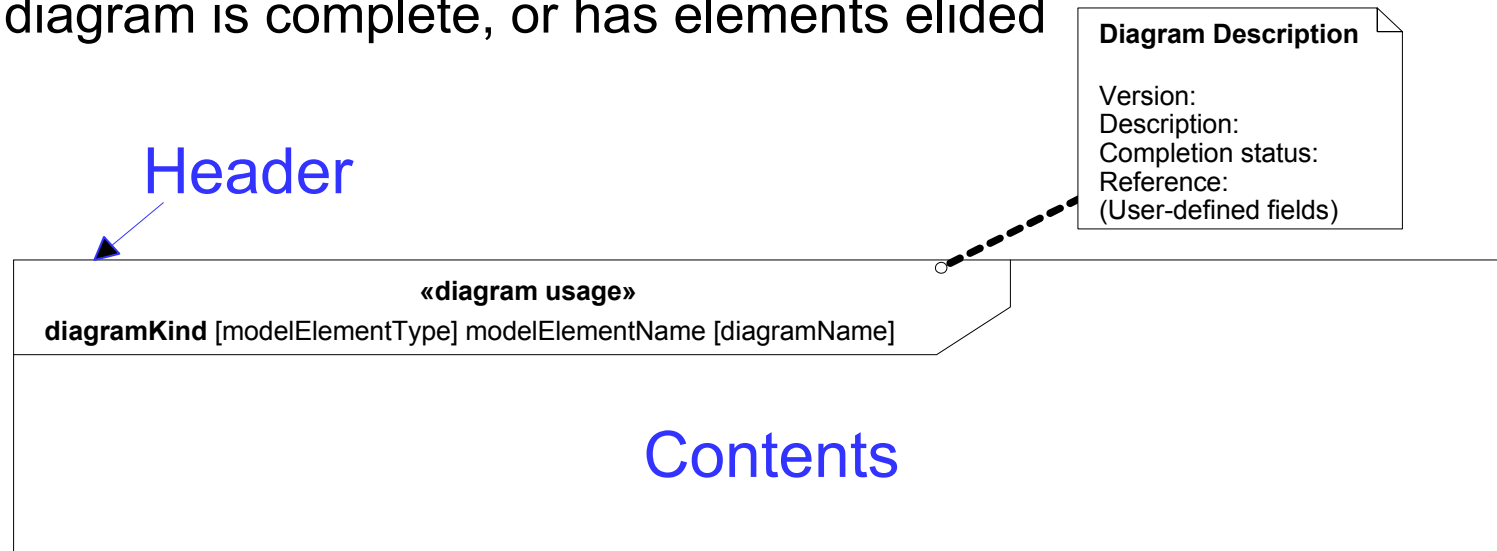 diagram is complete, or has elements elided
Diagram Description
Version:
Description:
Completion status:
Reference:
(User-defined fields)
Header
«diagram usage»
diagramKind [modelElementType] modelElementName [diagramName]
Contents